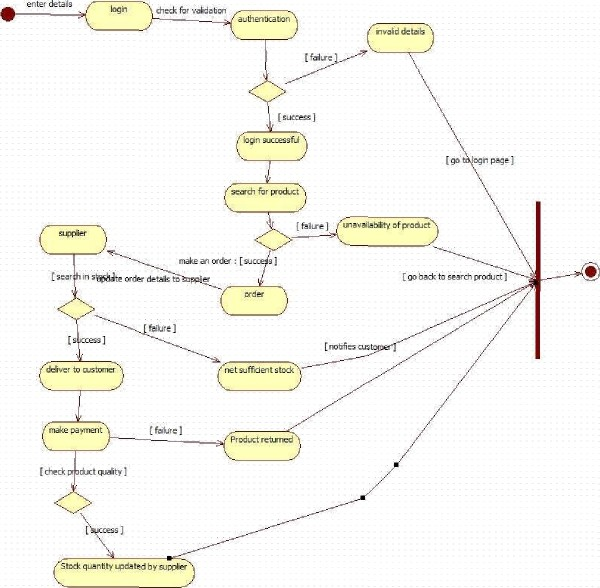 enter details
login
check for validation
authentication
invalid details
[ failure ]
[ success ]
login successful
[ go to login page ]
search for product
unavailability of product
[ failure ]
supplier
make an order : [ success ]
[ search in stock ]
update order details to supplier
[ go back to search product ]
order
[ failure ]
[ success ]
[ notifies customer ]
deliver to customer
net sufficient stock
make payment
[ failure ]
Product returned
[ check product quality ]
[ success ]
Stock quantity updated by supplier